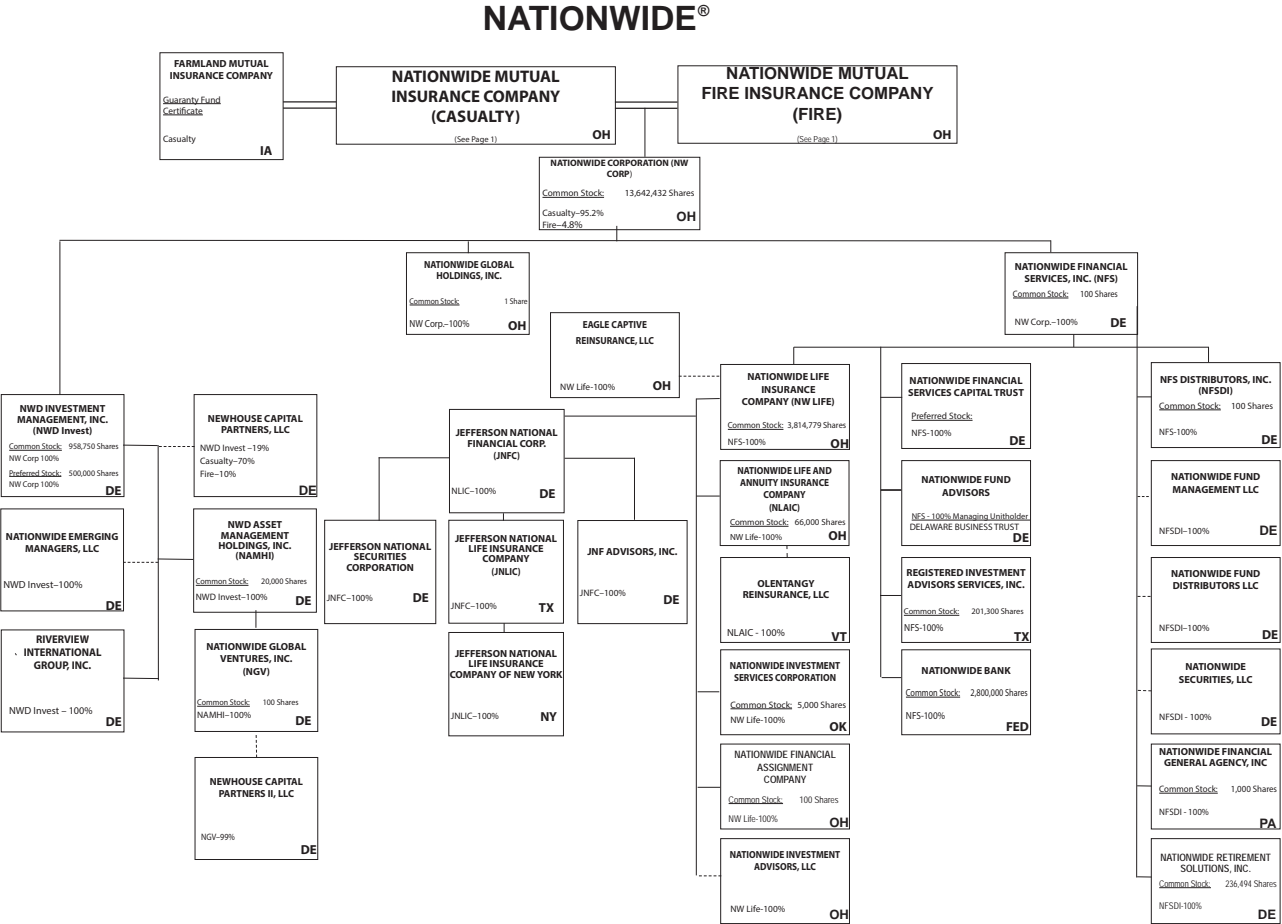 NATIONWIDE®
FARMLAND MUTUAL
INSURANCE COMPANY
Guaranty Fund
Certificate
Casualty
IA
NATIONWIDE MUTUAL
INSURANCE COMPANY
(CASUALTY)
(See Page 1)
OH
NATIONWIDE MUTUAL
FIRE INSURANCE COMPANY
(FIRE)
(See Page 1)
OH
NATIONWIDE CORPORATION (NW
CORP)
Common Stock: 13,642,432 Shares
Casualty–95.2%
Fire–4.8%
OH
NATIONWIDE GLOBAL
HOLDINGS, INC.
Common Stock: 1 Share
NW Corp.–100%
OH
NATIONWIDE FINANCIAL
SERVICES, INC. (NFS)
Common Stock: 100 Shares
NW Corp.–100%
DE
EAGLE CAPTIVE
REINSURANCE, LLC
NW Life-100%
OH
NWD INVESTMENT
MANAGEMENT, INC.
(NWD Invest)
Common Stock: 958,750 Shares
NW Corp 100%
Preferred Stock: 500,000 Shares
NW Corp 100%
DE
NEWHOUSE CAPITAL
PARTNERS, LLC
NWD Invest –19%
Casualty–70%
Fire–10%
DE
JEFFERSON NATIONAL
FINANCIAL CORP.
(JNFC)
NLIC–100%
DE
NATIONWIDE LIFE
INSURANCE
COMPANY (NW LIFE)
Common Stock: 3,814,779 Shares
NFS-100%
OH
NATIONWIDE FINANCIAL
SERVICES CAPITAL TRUST
Preferred Stock:
NFS-100%
DE
NFS DISTRIBUTORS, INC.
(NFSDI)
Common Stock: 100 Shares
NFS-100%
DE
NATIONWIDE EMERGING
MANAGERS, LLC
NWD Invest–100%
DE
NWD ASSET
MANAGEMENT
HOLDINGS, INC.
(NAMHI)
Common Stock: 20,000 Shares
NWD Invest–100%
DE
JEFFERSON NATIONAL
SECURITIES
CORPORATION
JNFC–100%
DE
JEFFERSON NATIONAL
LIFE INSURANCE
COMPANY
(JNLIC)
JNFC–100%
TX
JNF ADVISORS, INC.
JNFC–100%
DE
NATIONWIDE LIFE AND
ANNUITY INSURANCE
COMPANY
(NLAIC)
Common Stock: 66,000 Shares
NW Life-100%
OH
NATIONWIDE FUND
ADVISORS
NFS - 100% Managing Unitholder
DELAWARE BUSINESS TRUST
DE
NATIONWIDE FUND
MANAGEMENT LLC
NFSDI–100%
DE
RIVERVIEW
INTERNATIONAL
GROUP, INC.
NWD Invest – 100%
DE
NATIONWIDE GLOBAL
VENTURES, INC.
(NGV)
Common Stock: 100 Shares
NAMHI–100%
DE
JEFFERSON NATIONAL
LIFE INSURANCE
COMPANY OF NEW YORK
JNLIC–100%
NY
OLENTANGY
REINSURANCE, LLC
NLAIC - 100%
VT
REGISTERED INVESTMENT
ADVISORS SERVICES, INC.
Common Stock: 201,300 Shares
NFS-100%
TX
NATIONWIDE FUND
DISTRIBUTORS LLC
NFSDI–100%
DE
NEWHOUSE CAPITAL
PARTNERS II, LLC
NGV–99%
DE
NATIONWIDE INVESTMENT
SERVICES CORPORATION
Common Stock: 5,000 Shares
NW Life-100%
OK
NATIONWIDE BANK
Common Stock: 2,800,000 Shares
NFS-100%
FED
NATIONWIDE
SECURITIES, LLC
NFSDI - 100%
DE
NATIONWIDE FINANCIAL
ASSIGNMENT
COMPANY
Common Stock: 100 Shares
NW Life-100%
OH
NATIONWIDE FINANCIAL
GENERAL AGENCY, INC
Common Stock: 1,000 Shares
NFSDI - 100%
PA
NATIONWIDE INVESTMENT
ADVISORS, LLC
NW Life-100%
OH
NATIONWIDE RETIREMENT
SOLUTIONS, INC.
Common Stock: 236,494 Shares
NFSDI-100%
DE